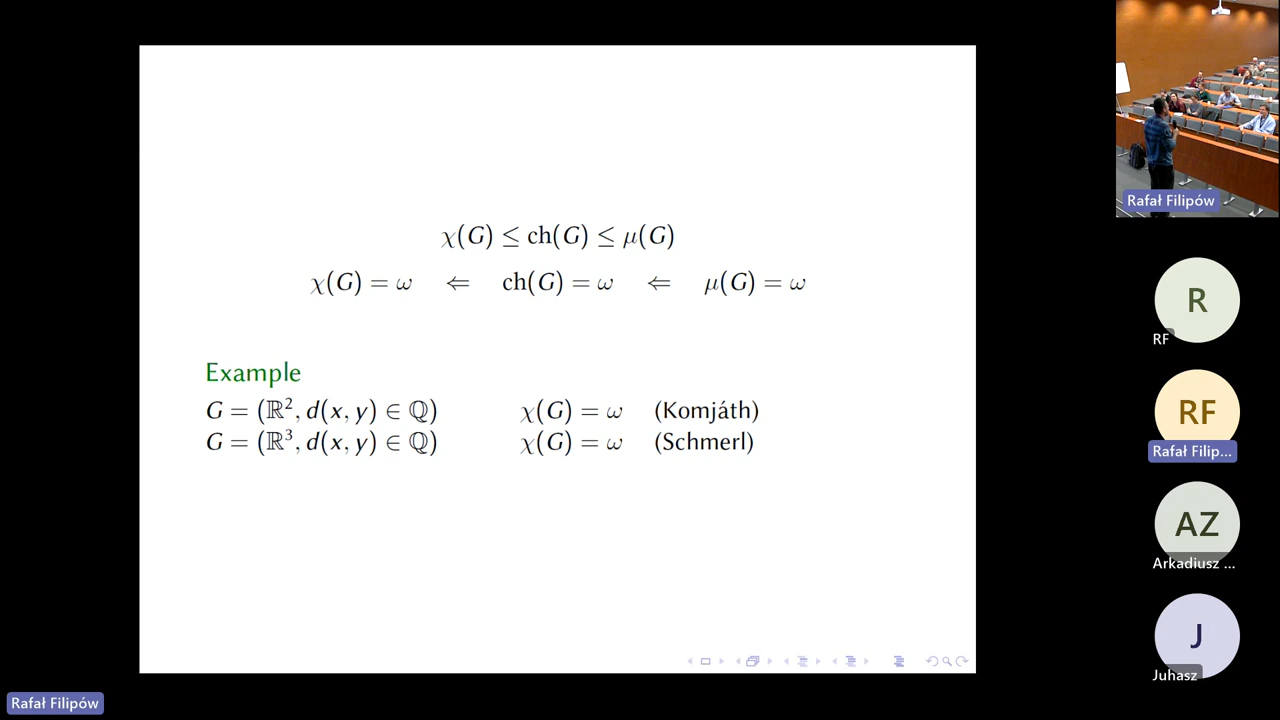 χ(G) ≤ ch(G) ≤ μ(G)
χ(G) = ω ⇐ ch(G) = ω ⇐ μ(G) = ω
Example
G = (ℝ², d(x, y) ∈ ℚ) χ(G) = ω (Komjáth)
G = (ℝ³, d(x, y) ∈ ℚ) χ(G) = ω (Schmerl)
Rafał Filipów
R
RF
RF
Rafał Filip...
AZ
Arkadiusz ...
J
Juhasz
Rafał Filipów